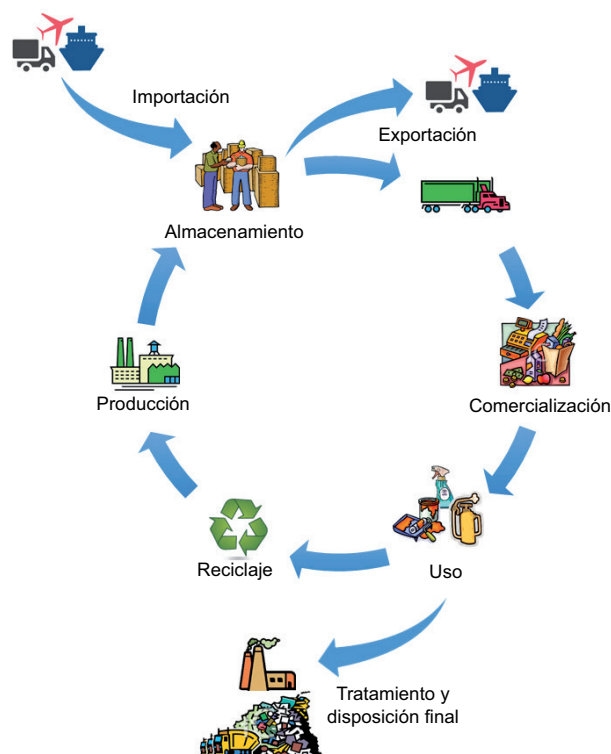 Importación
Exportación
Almacenamiento
Producción
Comercialización
Reciclaje
Uso
Tratamiento y
disposición final